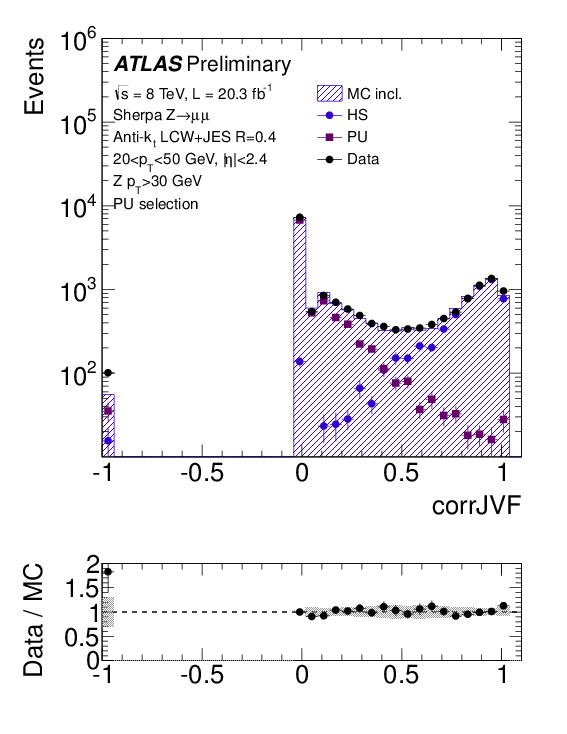 Events
10^6
10^5
10^4
10^3
10^2
ATLAS Preliminary
√s = 8 TeV, L = 20.3 fb^-1
Sherpa Z→μμ
Anti-k_t LCW+JES R=0.4
20<p_T<50 GeV, |η|<2.4
Z p_T>30 GeV
PU selection
MC incl.
HS
PU
Data
-1 -0.5 0 0.5 1
corrJVF
Data / MC
2
1.5
1
0.5
0
-1 -0.5 0 0.5 1